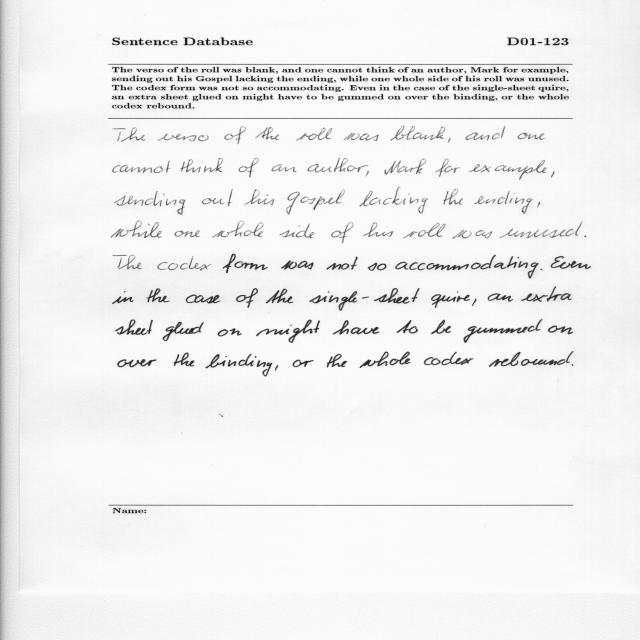 Sentence Database D01-123
The verso of the roll was blank, and one cannot think of an author, Mark for example,
sending out his Gospel lacking the ending, while one whole side of his roll was unused.
The codex form was not so accommodating. Even in the case of the single-sheet quire,
an extra sheet glued on might have to be gummed on over the binding, or the whole
codex rebound.
The verso of the roll was blank, and one
cannot think of an author, Mark for example,
sending out his Gospel lacking the ending,
while one whole side of his roll was unused.
The codex form was not so accommodating. Even
in the case of the single-sheet quire, an extra
sheet glued on might have to be gummed on
over the binding, or the whole codex rebound.
Name: